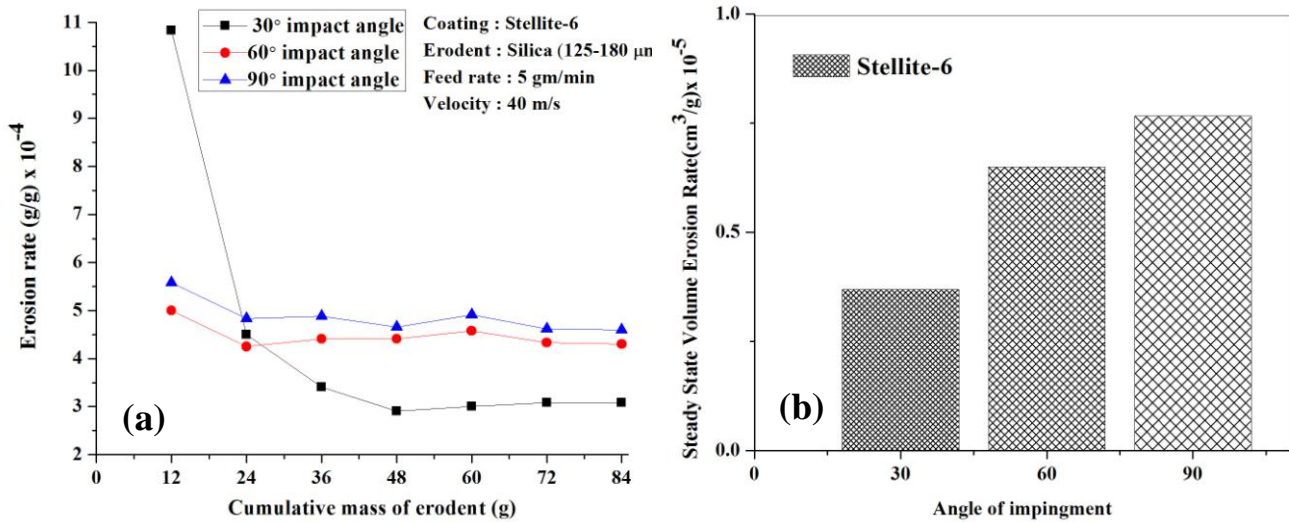 30° impact angle
60° impact angle
90° impact angle
Coating : Stellite-6
Erodent : Silica (125-180 μm
Feed rate : 5 gm/min
Velocity : 40 m/s
Erosion rate (g/g) x 10-4
11
10
9
8
7
6
5
4
3
2
(a)
0 12 24 36 48 60 72 84
Cumulative mass of erodent (g)
Stellite-6
Steady State Volume Erosion Rate(cm3/g)x 10-5
1.0
0.5
0.0
(b)
0 30 60 90
Angle of impingment